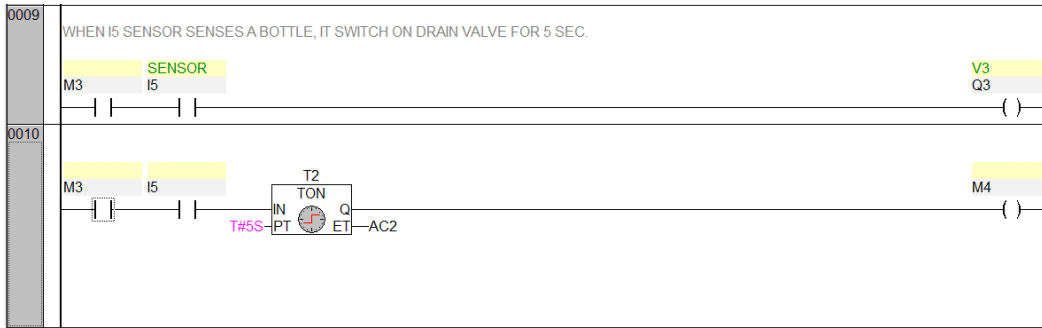 0009
WHEN I5 SENSOR SENSES A BOTTLE, IT SWITCH ON DRAIN VALVE FOR 5 SEC.
SENSOR V3
M3 I5 Q3
0010
T2
M3 I5 TON M4
IN Q
T#5S PT ET AC2